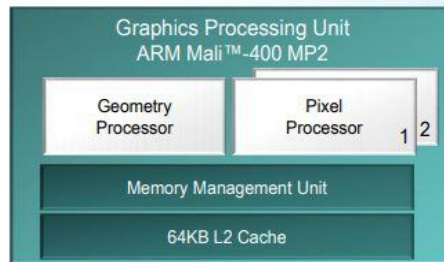 Graphics Processing Unit
ARM Mali™-400 MP2
Geometry
Processor
Pixel
Processor
1
2
Memory Management Unit
64KB L2 Cache